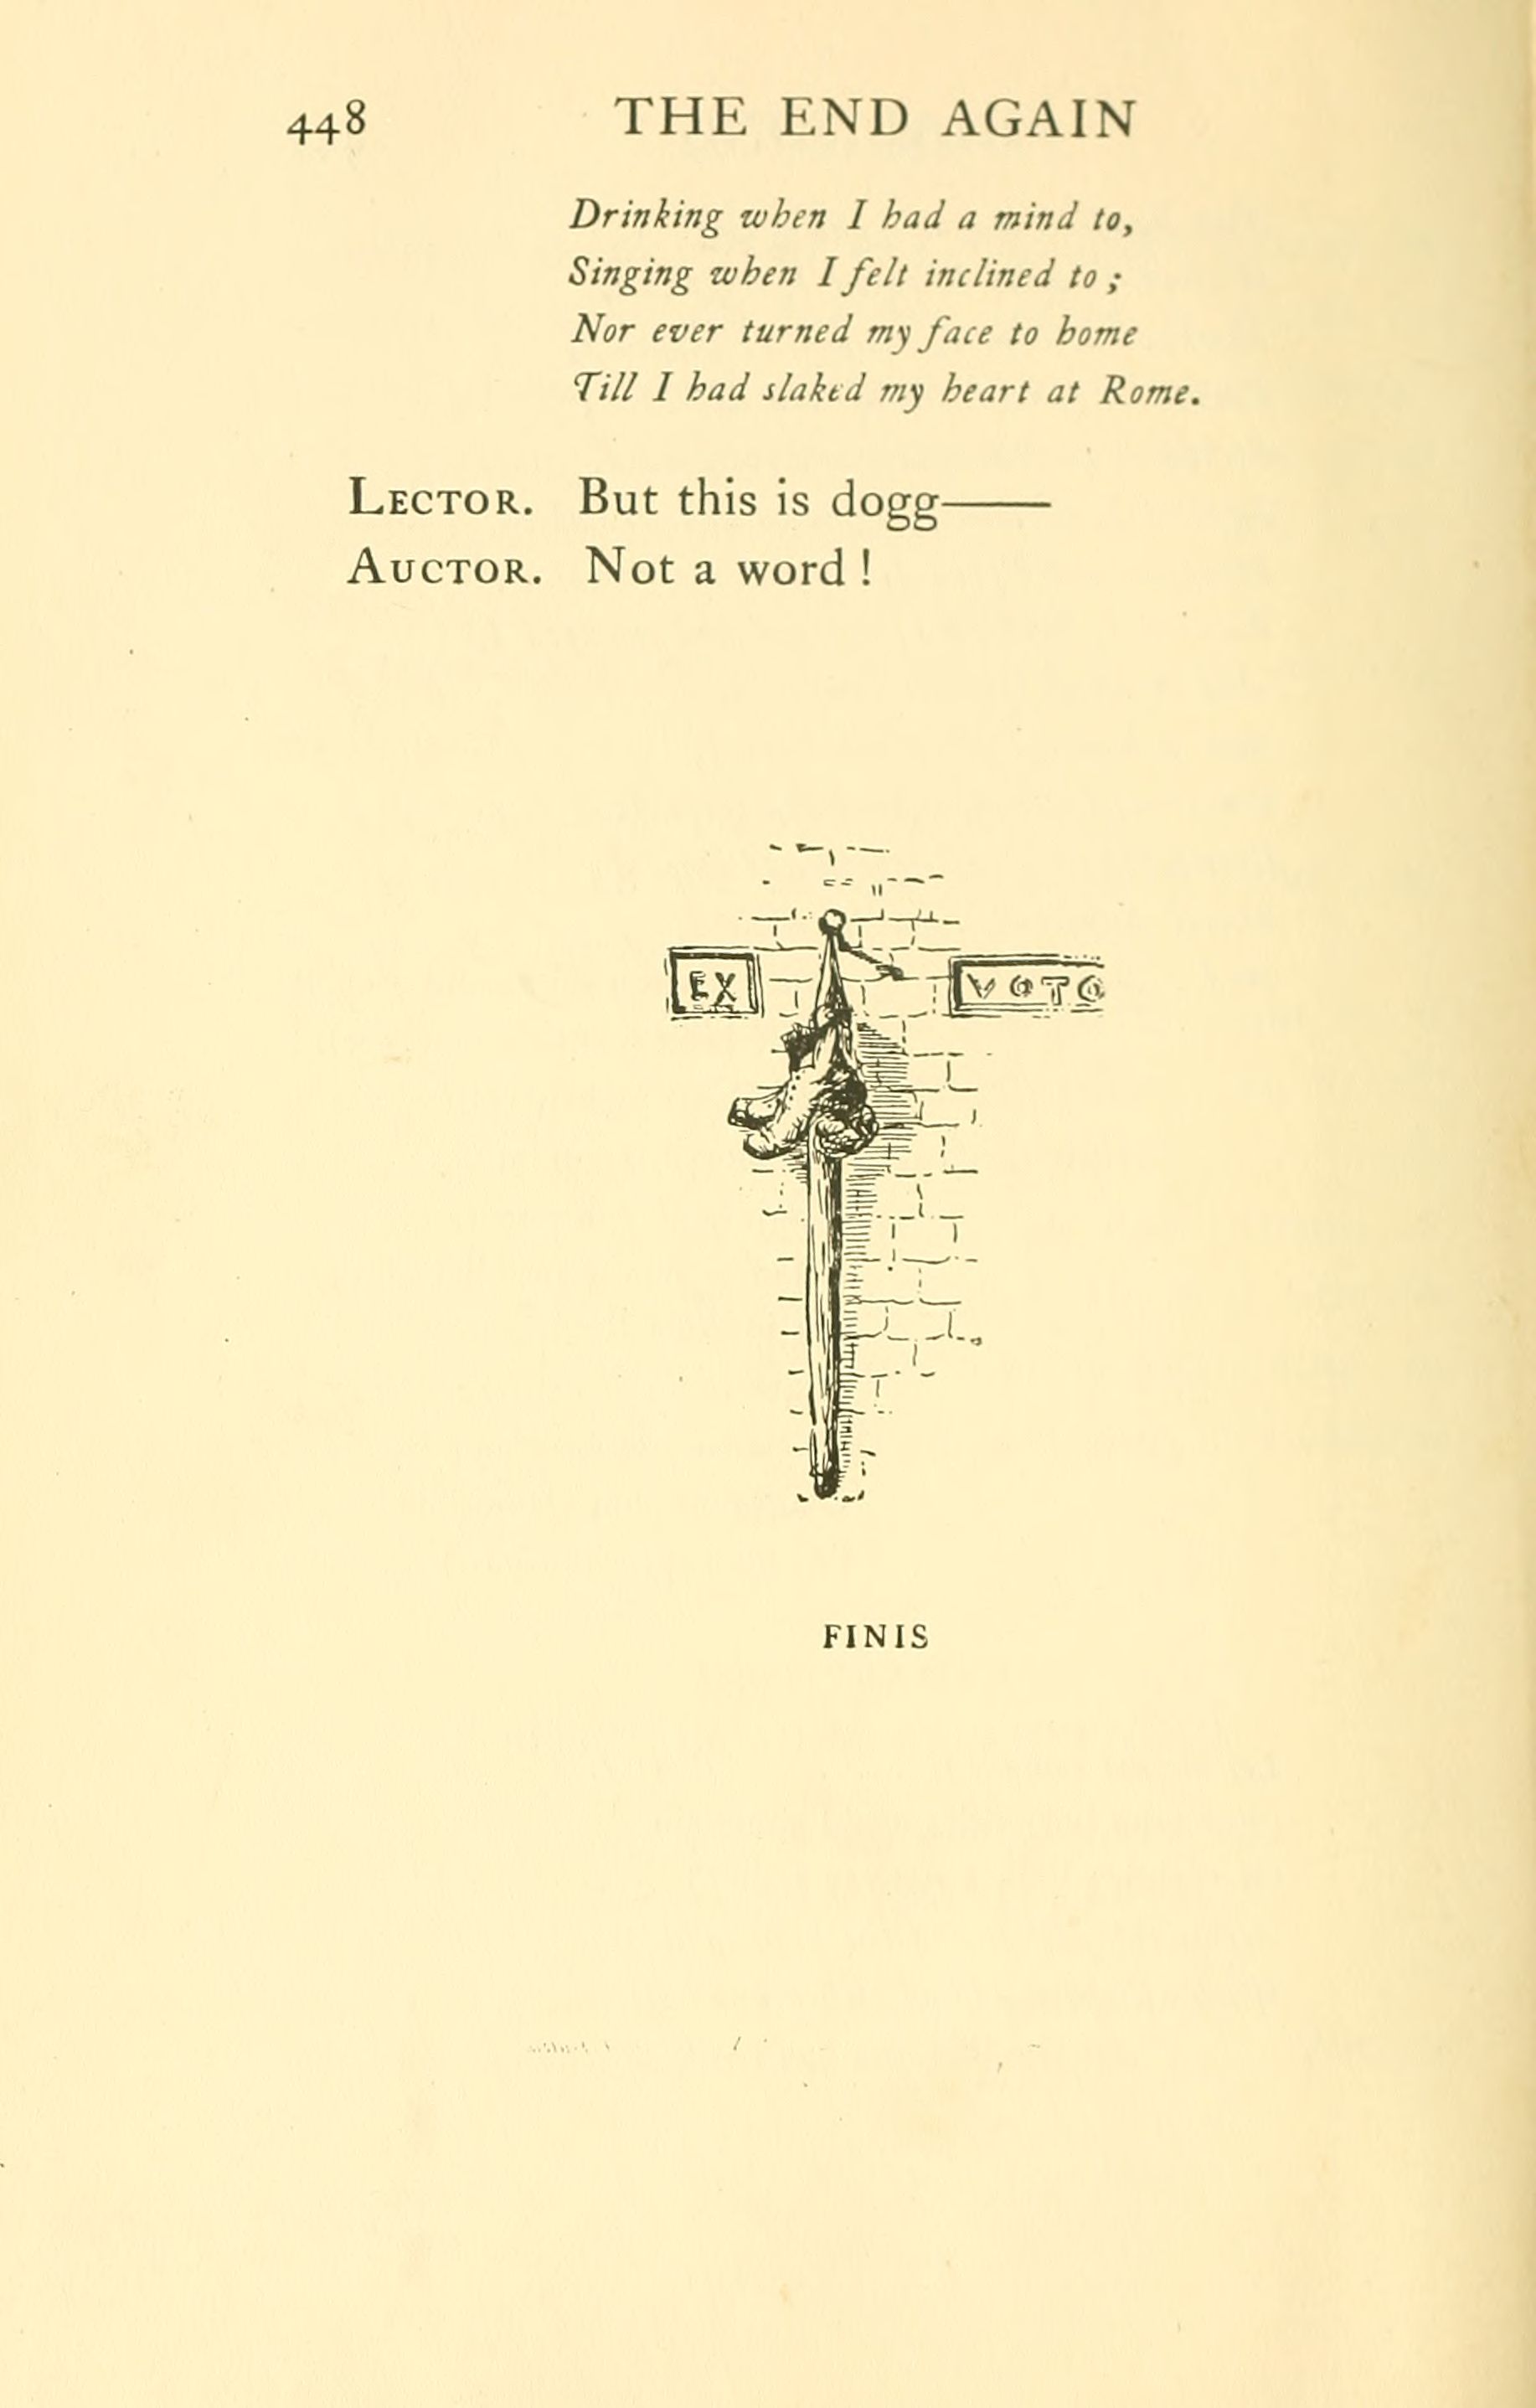 448 THE END AGAIN
Drinking when I had a mind to,
Singing when I felt inclined to ;
Nor ever turned my face to home
Till I had slaked my heart at Rome.
LECTOR. But this is dogg——
AUCTOR. Not a word !
EX VOTO
FINIS